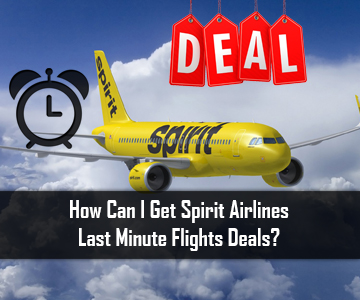 DEAL
spirit
spirit
How Can I Get Spirit Airlines
Last Minute Flights Deals?